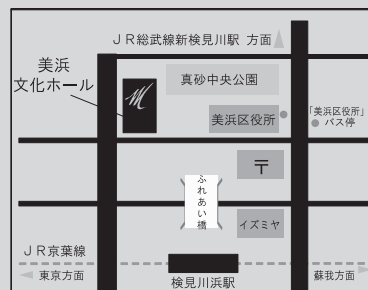 JR総武線新検見川駅 方面
美浜
文化ホール
真砂中央公園
美浜区役所
「美浜区役所」
バス停
〒
ふれあい橋
イズミヤ
JR京葉線
東京方面
検見川浜駅
蘇我方面